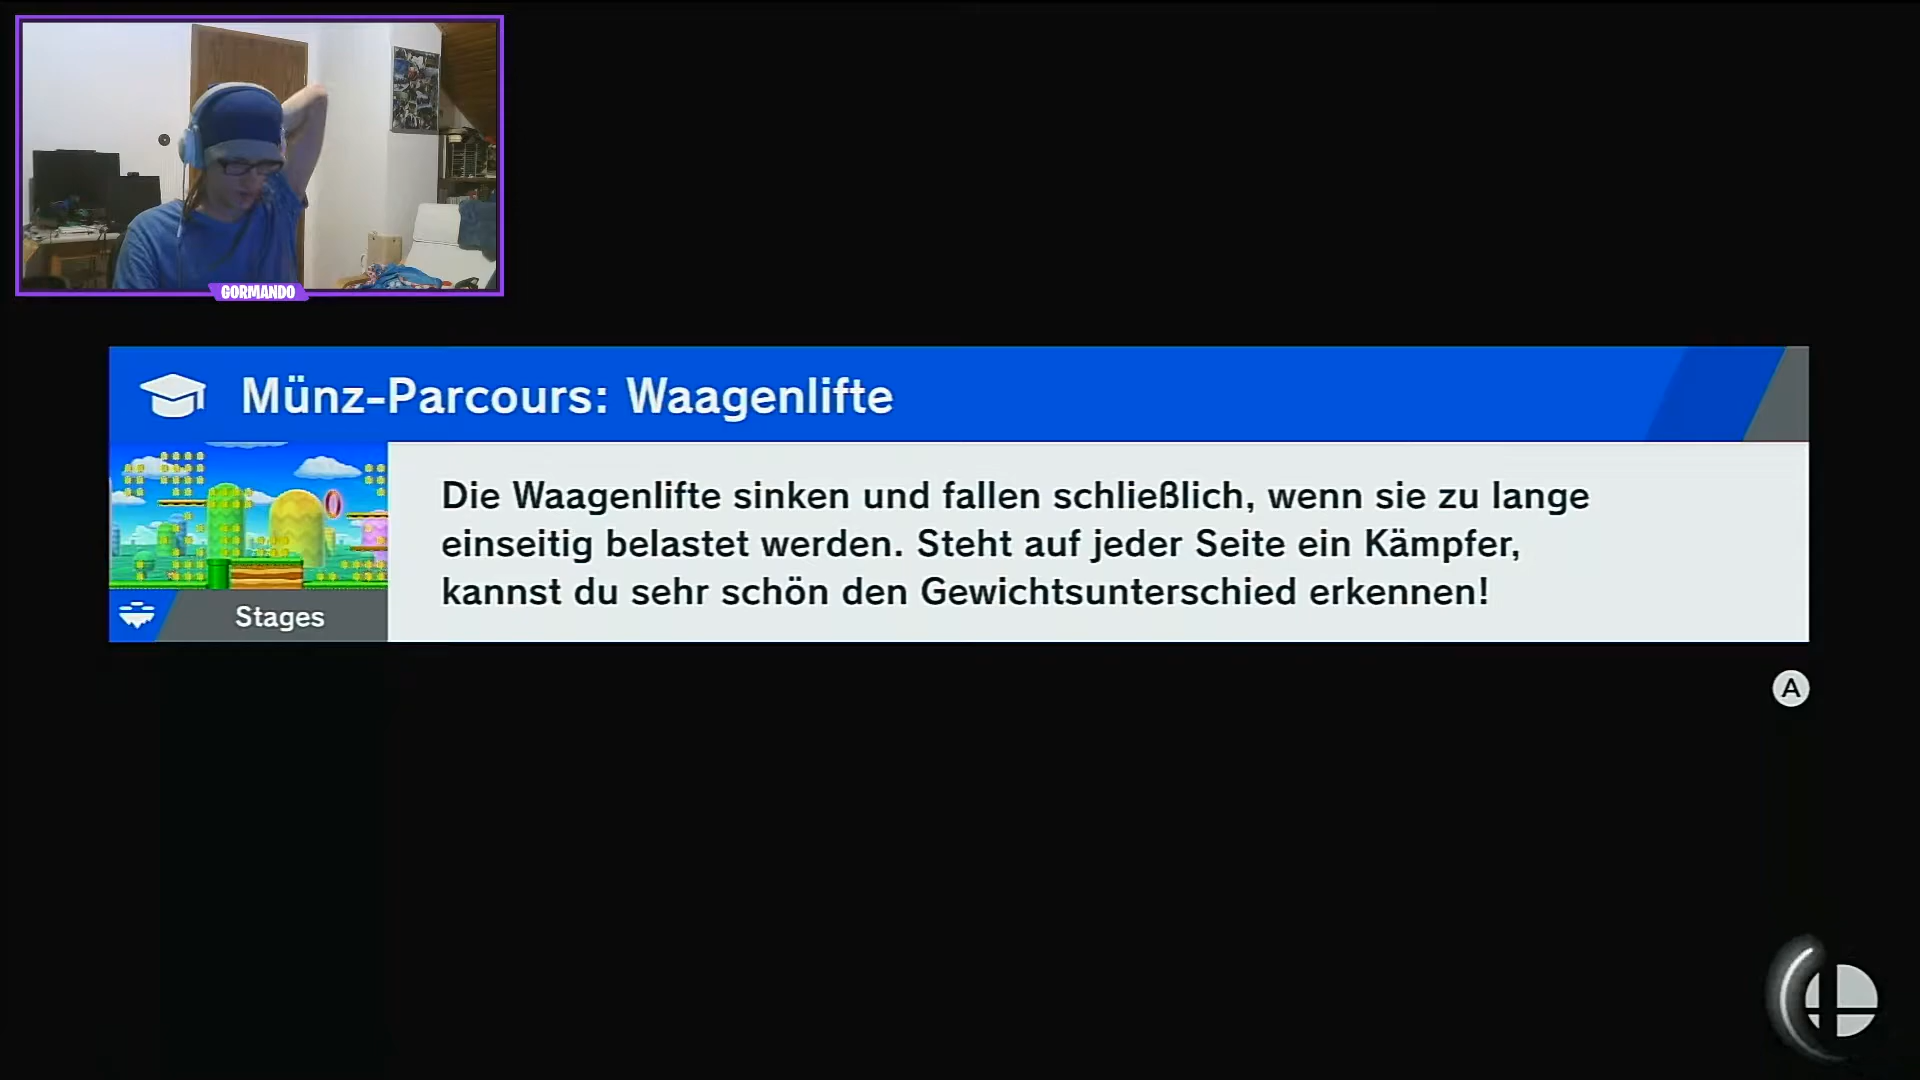 GORMANDO
Münz-Parcours: Waagenlifte
Die Waagenlifte sinken und fallen schließlich, wenn sie zu lange
einseitig belastet werden. Steht auf jeder Seite ein Kämpfer,
kannst du sehr schön den Gewichtsunterschied erkennen!
Stages
A